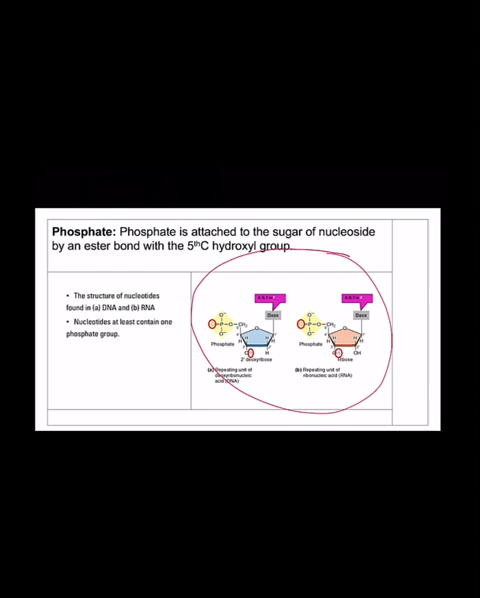 Phosphate: Phosphate is attached to the sugar of nucleoside
by an ester bond with the 5thC hydroxyl group.
• The structure of nucleotides
found in (a) DNA and (b) RNA
• Nucleotides at least contain one
phosphate group.
Base
O⁻
O–P–O–CH₂
O⁻
O
Phosphate
H
H
H
H
H
2' deoxyribose
(a) Repeating unit of
deoxyribonucleic
acid (DNA)
Base
O⁻
O–P–O–CH₂
O⁻
O
Phosphate
H
H
H
H
OH
ribose
(b) Repeating unit of
ribonucleic acid (RNA)